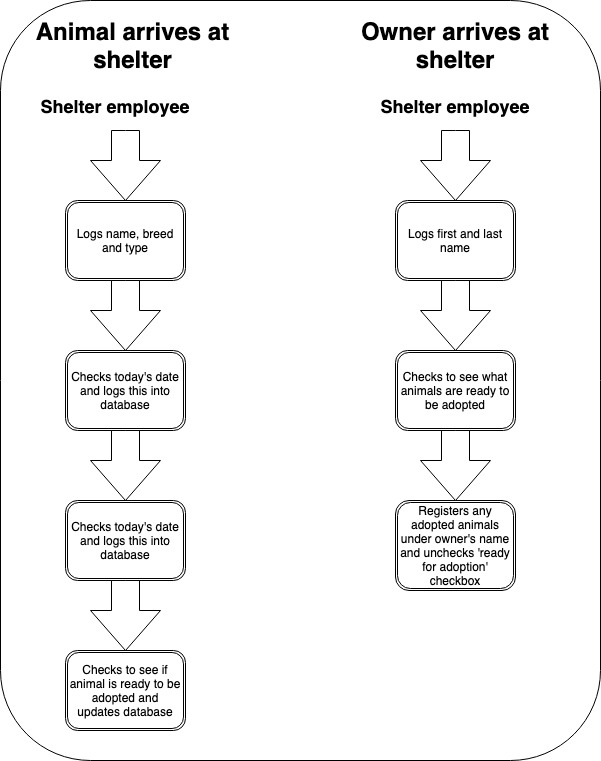 Animal arrives at
shelter
Shelter employee
Logs name, breed
and type
Checks today's date
and logs this into
database
Checks today's date
and logs this into
database
Checks to see if
animal is ready to be
adopted and
updates database
Owner arrives at
shelter
Shelter employee
Logs first and last
name
Checks to see what
animals are ready to
be adopted
Registers any
adopted animals
under owner's name
and unchecks 'ready
for adoption'
checkbox